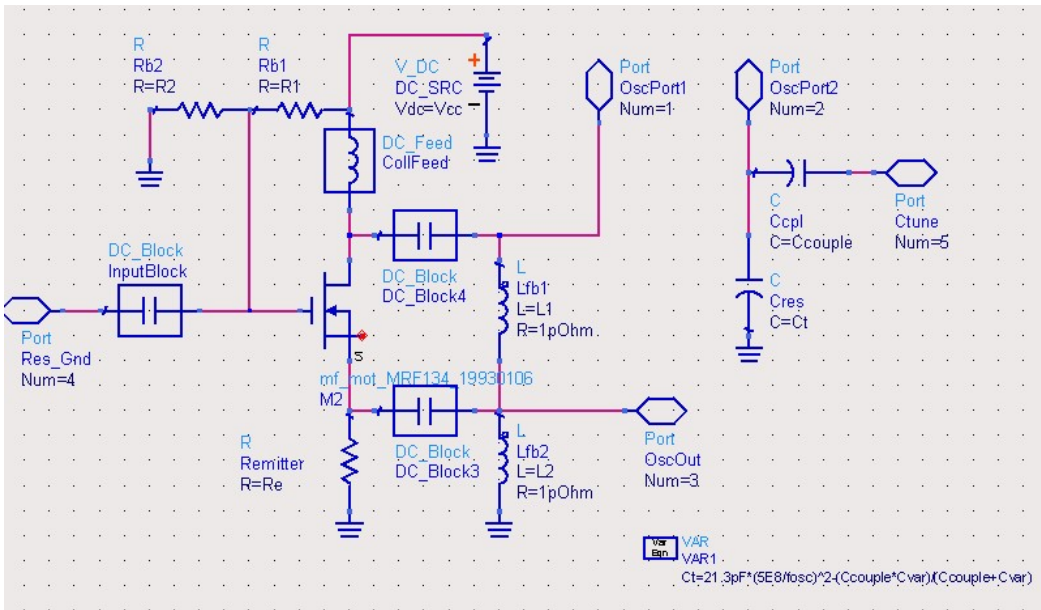 R
Rb2
R=R2
R
Rb1
R=R1
V_DC
DC_SRC
Vdc=Vcc
+
−
Port
OscPort1
Num=1
Port
OscPort2
Num=2
DC_Feed
CollFeed
C
Ccpl
C=Ccouple
Port
Ctune
Num=5
DC_Block
InputBlock
DC_Block
DC_Block4
L
Lfb1
L=L1
R=1pOhm
C
Cres
C=Ct
Port
Res_Gnd
Num=4
S
mf_mot_MRF134_19930106
M2
R
Remitter
R=Re
DC_Block
DC_Block3
L
Lfb2
L=L2
R=1pOhm
Port
OscOut
Num=3
Var
Eqn
VAR
VAR1
Ct=21.3pF*(5E8/fosc)^2-(Ccouple*Cvar)/(Ccouple+Cvar)